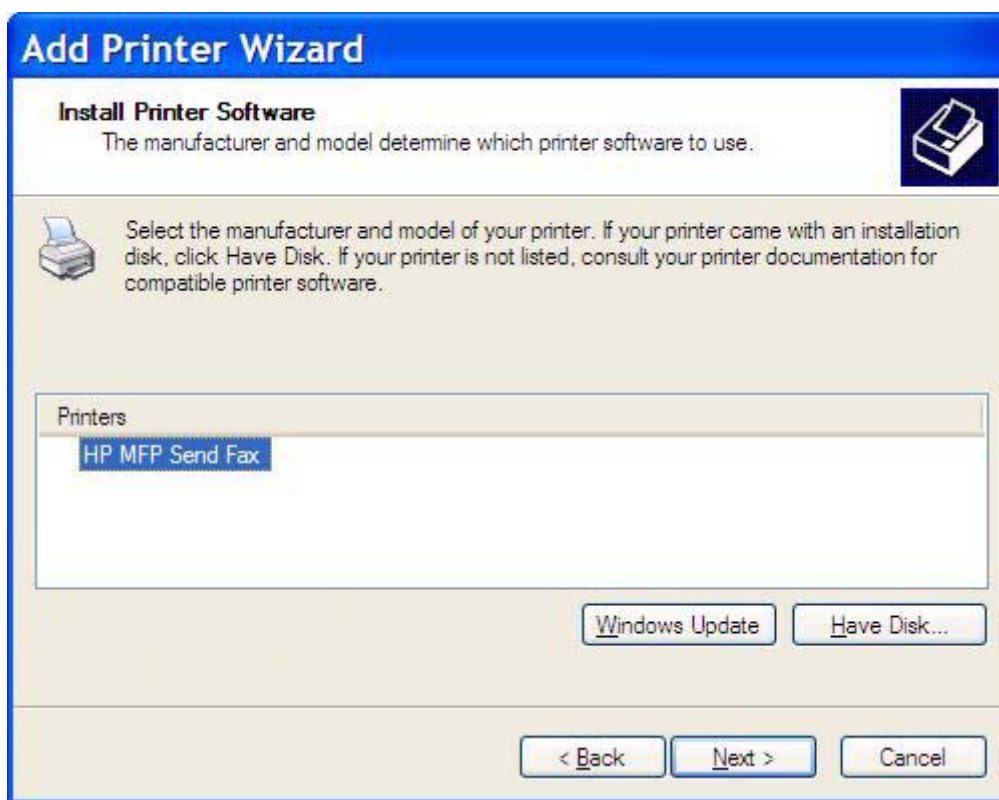 Add Printer Wizard
Install Printer Software
The manufacturer and model determine which printer software to use.
Select the manufacturer and model of your printer. If your printer came with an installation
disk, click Have Disk. If your printer is not listed, consult your printer documentation for
compatible printer software.
Printers
HP MFP Send Fax
Windows Update
Have Disk...
< Back
Next >
Cancel